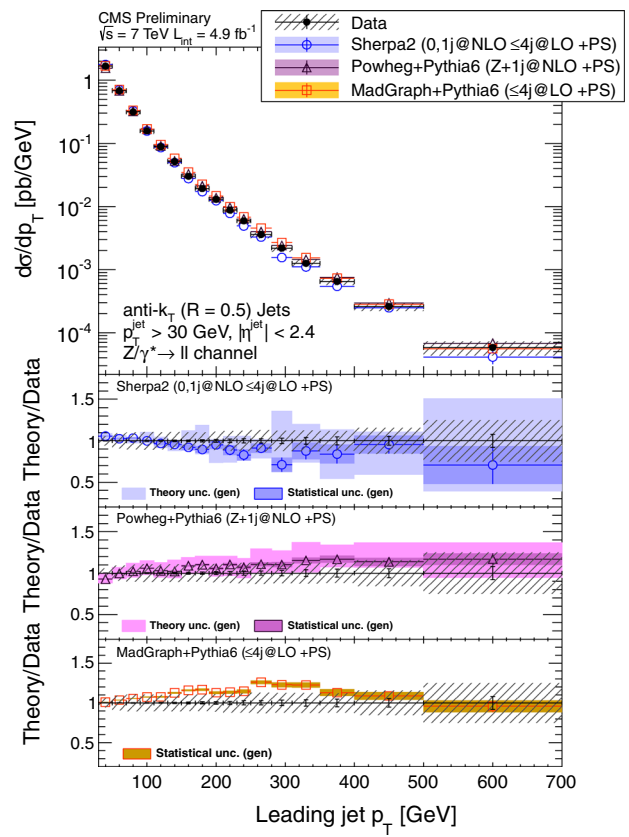 CMS Preliminary
√s = 7 TeV L_int = 4.9 fb⁻¹
Data
Sherpa2 (0,1j@NLO ≤4j@LO +PS)
Powheg+Pythia6 (Z+1j@NLO +PS)
MadGraph+Pythia6 (≤4j@LO +PS)
dσ/dp_T [pb/GeV]
1
10⁻¹
10⁻²
10⁻³
10⁻⁴
anti-k_T (R = 0.5) Jets
p_T^jet > 30 GeV, |η^jet| < 2.4
Z/γ*→ ll channel
Theory/Data
Sherpa2 (0,1j@NLO ≤4j@LO +PS)
1.5
1
0.5
Theory unc. (gen)
Statistical unc. (gen)
Theory/Data
Powheg+Pythia6 (Z+1j@NLO +PS)
1.5
1
0.5
Theory unc. (gen)
Statistical unc. (gen)
Theory/Data
MadGraph+Pythia6 (≤4j@LO +PS)
1.5
1
0.5
Statistical unc. (gen)
100 200 300 400 500 600 700
Leading jet p_T [GeV]